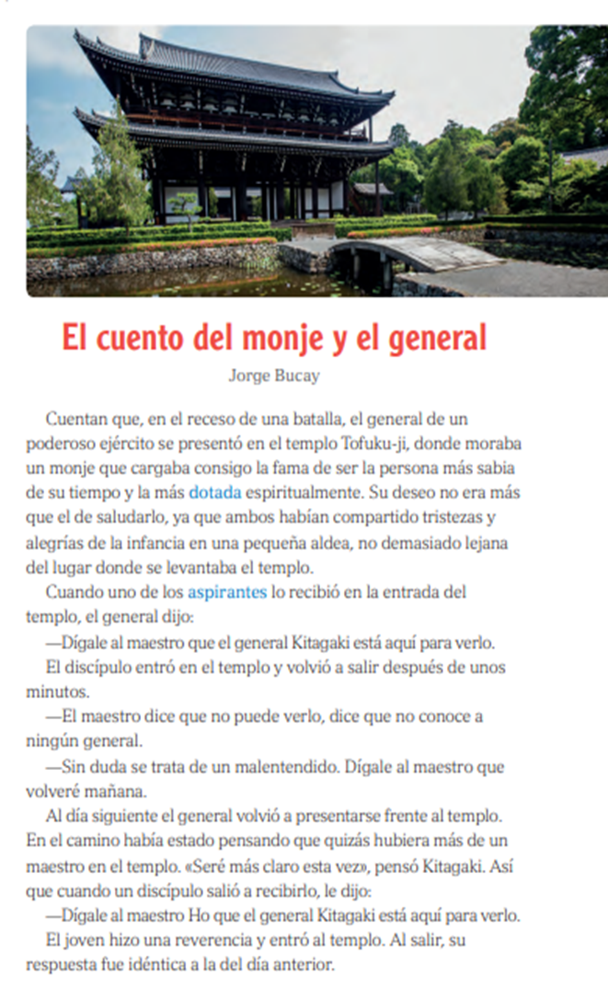 El cuento del monje y el general
Jorge Bucay
Cuentan que, en el receso de una batalla, el general de un
poderoso ejército se presentó en el templo Tofuku-ji, donde moraba
un monje que cargaba consigo la fama de ser la persona más sabia
de su tiempo y la más dotada espiritualmente. Su deseo no era más
que el de saludarlo, ya que ambos habían compartido tristezas y
alegrías de la infancia en una pequeña aldea, no demasiado lejana
del lugar donde se levantaba el templo.
Cuando uno de los aspirantes lo recibió en la entrada del
templo, el general dijo:
—Dígale al maestro que el general Kitagaki está aquí para verlo.
El discípulo entró en el templo y volvió a salir después de unos
minutos.
—El maestro dice que no puede verlo, dice que no conoce a
ningún general.
—Sin duda se trata de un malentendido. Dígale al maestro que
volveré mañana.
Al día siguiente el general volvió a presentarse frente al templo.
En el camino había estado pensando que quizás hubiera más de un
maestro en el templo. «Seré más claro esta vez», pensó Kitagaki. Así
que cuando un discípulo salió a recibirlo, le dijo:
—Dígale al maestro Ho que el general Kitagaki está aquí para verlo.
El joven hizo una reverencia y entró al templo. Al salir, su
respuesta fue idéntica a la del día anterior.